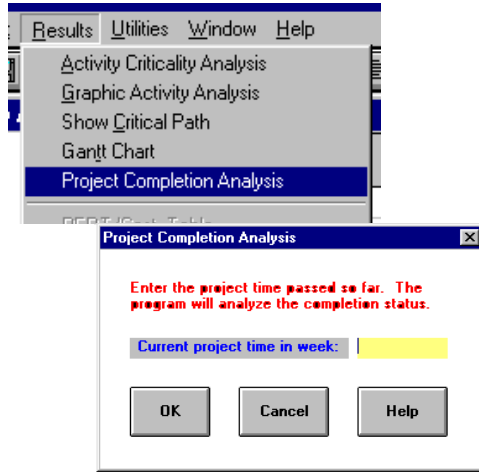 Results Utilities Window Help
Activity Criticality Analysis
Graphic Activity Analysis
Show Critical Path
Gantt Chart
Project Completion Analysis
Project Completion Analysis
Enter the project time passed so far. The
program will analyze the completion status.
Current project time in week:
OK Cancel Help